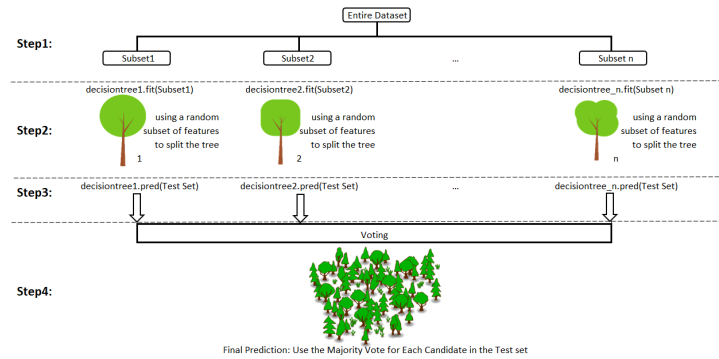 Entire Dataset
Step1:
Subset1
Subset2
...
Subset n
decisiontree1.fit(Subset1)
decisiontree2.fit(Subset2)
decisiontree_n.fit(Subset n)
Step2:
using a random
subset of features
to split the tree
1
using a random
subset of features
to split the tree
2
using a random
subset of features
to split the tree
n
Step3:
decisiontree1.pred(Test Set)
decisiontree2.pred(Test Set)
...
decisiontree_n.pred(Test Set)
Voting
Step4:
Final Prediction: Use the Majority Vote for Each Candidate in the Test set